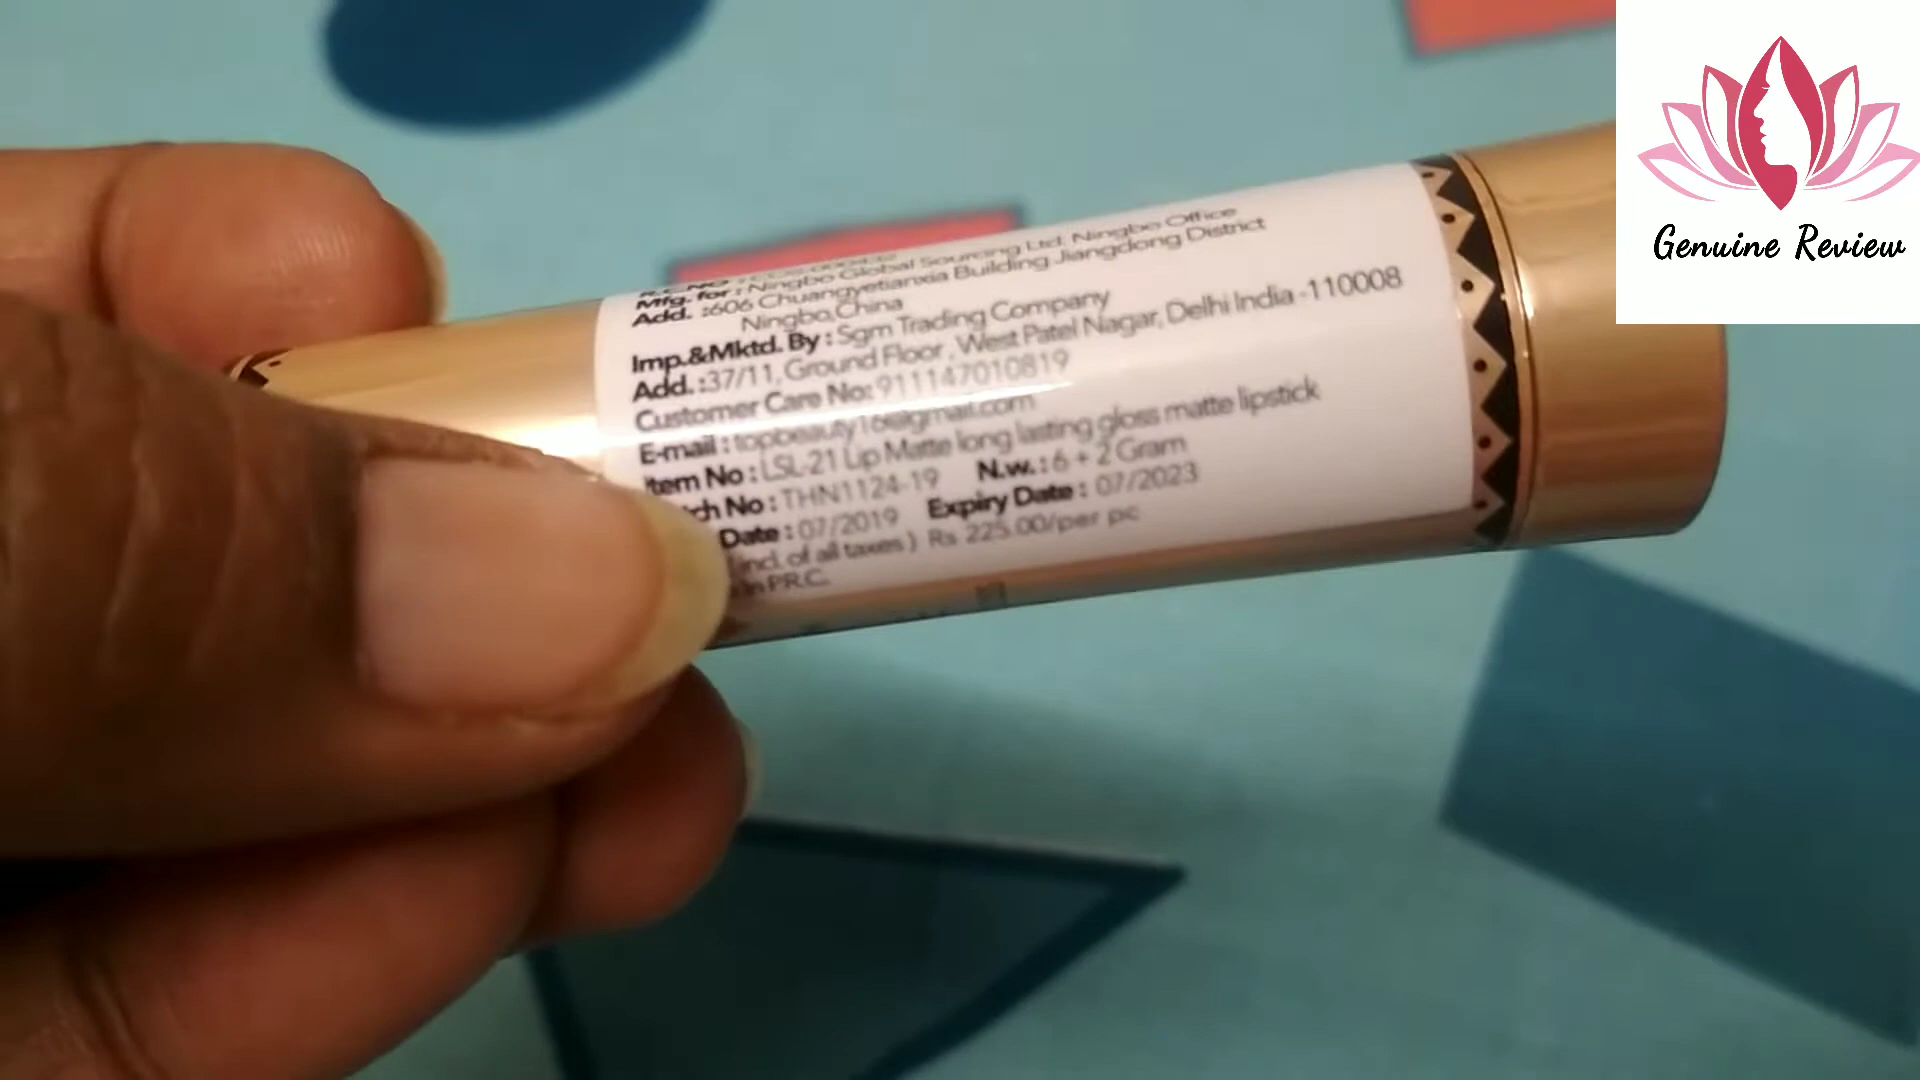 Genuine Review
Mfg. for : Ningbo Global Sourcing Ltd. Ningbo Office
Add. :606 Chuangyetianxia Building Jiangdong District
Ningbo,China
Imp.&Mktd. By : Sgm Trading Company
Add.:37/11, Ground Floor , West Patel Nagar, Delhi India -110008
Customer Care No: 911147010819
E-mail : topbeauty16@gmail.com
Item No : LSL-21 Lip Matte long lasting gloss matte lipstick
No : THN1124-19 N.w. : 6 + 2 Gram
Date : 07/2019 Expiry Date : 07/2023
incl. of all taxes ) Rs 225.00/per pc
in P.R.C.